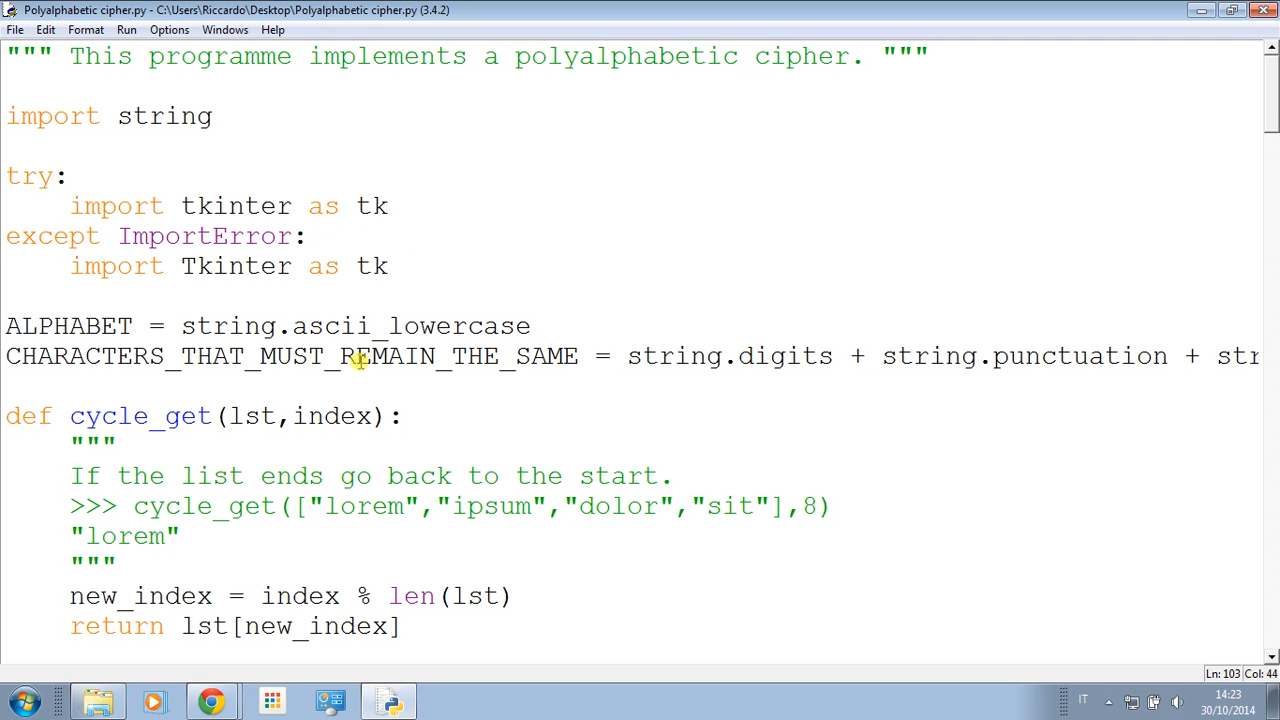 Polyalphabetic cipher.py - C:\Users\Riccardo\Desktop\Polyalphabetic cipher.py (3.4.2)
File Edit Format Run Options Windows Help
""" This programme implements a polyalphabetic cipher. """
import string
try:
    import tkinter as tk
except ImportError:
    import Tkinter as tk
ALPHABET = string.ascii_lowercase
CHARACTERS_THAT_MUST_REMAIN_THE_SAME = string.digits + string.punctuation + str
def cycle_get(lst,index):
    """
    If the list ends go back to the start.
    >>> cycle_get(["lorem","ipsum","dolor","sit"],8)
    "lorem"
    """
    new_index = index % len(lst)
    return lst[new_index]
Ln: 103 Col: 44
IT
14:23
30/10/2014